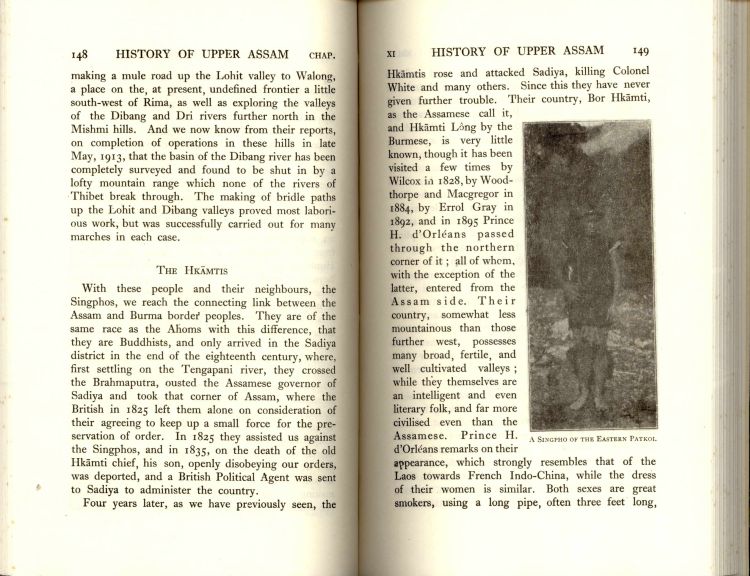 148 HISTORY OF UPPER ASSAM CHAP.
making a mule road up the Lohit valley to Walong,
a place on the, at present, undefined frontier a little
south-west of Rima, as well as exploring the valleys
of the Dibang and Dri rivers further north in the
Mishmi hills. And we now know from their reports,
on completion of operations in these hills in late
May, 1913, that the basin of the Dibang river has been
completely surveyed and found to be shut in by a
lofty mountain range which none of the rivers of
Thibet break through. The making of bridle paths
up the Lohit and Dibang valleys proved most labori-
ous work, but was successfully carried out for many
marches in each case.
THE HKĀMTIS
With these people and their neighbours, the
Singphos, we reach the connecting link between the
Assam and Burma border peoples. They are of the
same race as the Ahoms with this difference, that
they are Buddhists, and only arrived in the Sadiya
district in the end of the eighteenth century, where,
first settling on the Tengapani river, they crossed
the Brahmaputra, ousted the Assamese governor of
Sadiya and took that corner of Assam, where the
British in 1825 left them alone on consideration of
their agreeing to keep up a small force for the pre-
servation of order. In 1825 they assisted us against
the Singphos, and in 1835, on the death of the old
Hkāmti chief, his son, openly disobeying our orders,
was deported, and a British Political Agent was sent
to Sadiya to administer the country.
Four years later, as we have previously seen, the
XI HISTORY OF UPPER ASSAM 149
Hkāmtis rose and attacked Sadiya, killing Colonel
White and many others. Since this they have never
given further trouble. Their country, Bor Hkāmti,
as the Assamese call it,
and Hkāmti Lông by the
Burmese, is very little
known, though it has been
visited a few times by
Wilcox in 1828, by Wood-
thorpe and Macgregor in
1884, by Errol Gray in
1892, and in 1895 Prince
H. d'Orléans passed
through the northern
corner of it; all of whom,
with the exception of the
latter, entered from the
Assam side. Their
country, somewhat less
mountainous than those
further west, possesses
many broad, fertile, and
well cultivated valleys;
while they themselves are
an intelligent and even
literary folk, and far more
civilised even than the
Assamese. Prince H.
d'Orléans remarks on their
appearance, which strongly resembles that of the
Laos towards French Indo-China, while the dress
of their women is similar. Both sexes are great
smokers, using a long pipe, often three feet long,
A SINGPHO OF THE EASTERN PATKOI.